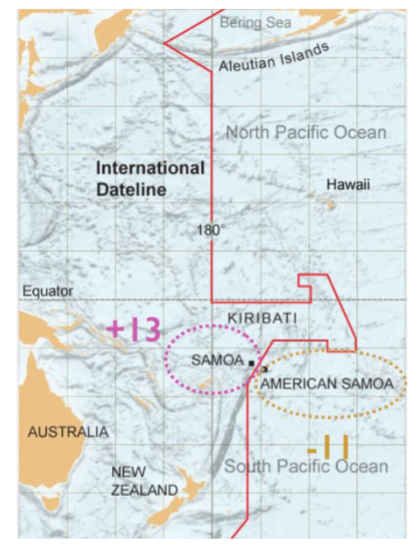 Bering Sea
Aleutian Islands
North Pacific Ocean
International
Dateline
Hawaii
180°
Equator
KIRIBATI
+13
SAMOA
AMERICAN SAMOA
AUSTRALIA
-11
South Pacific Ocean
NEW
ZEALAND